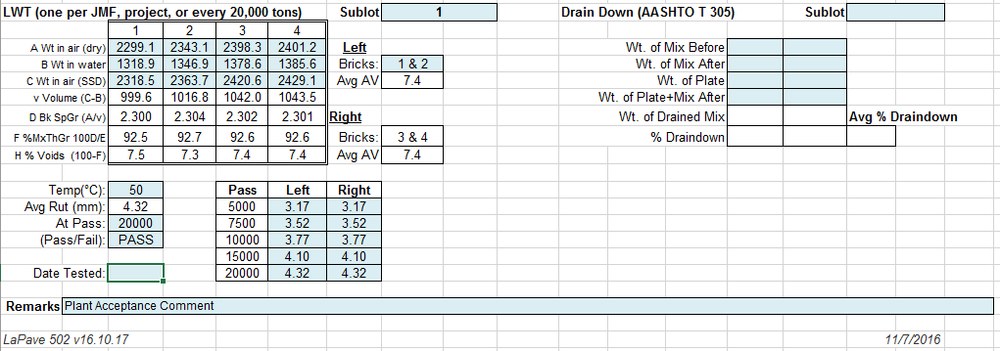 LWT (one per JMF, project, or every 20,000 tons) Sublot 1 Drain Down (AASHTO T 305) Sublot
1 2 3 4
A Wt in air (dry) 2299.1 2343.1 2398.3 2401.2 Left Wt. of Mix Before
B Wt in water 1318.9 1346.9 1378.6 1385.6 Bricks: 1 & 2 Wt. of Mix After
C Wt in air (SSD) 2318.5 2363.7 2420.6 2429.1 Avg AV 7.4 Wt. of Plate
v Volume (C-B) 999.6 1016.8 1042.0 1043.5 Wt. of Plate+Mix After
D Bk SpGr (A/v) 2.300 2.304 2.302 2.301 Right Wt. of Drained Mix Avg % Draindown
F %MxThGr 100D/E 92.5 92.7 92.6 92.6 Bricks: 3 & 4 % Draindown
H % Voids (100-F) 7.5 7.3 7.4 7.4 Avg AV 7.4
Temp(°C): 50 Pass Left Right
Avg Rut (mm): 4.32 5000 3.17 3.17
At Pass: 20000 7500 3.52 3.52
(Pass/Fail): PASS 10000 3.77 3.77
15000 4.10 4.10
Date Tested: 20000 4.32 4.32
Remarks Plant Acceptance Comment
LaPave 502 v16.10.17 11/7/2016